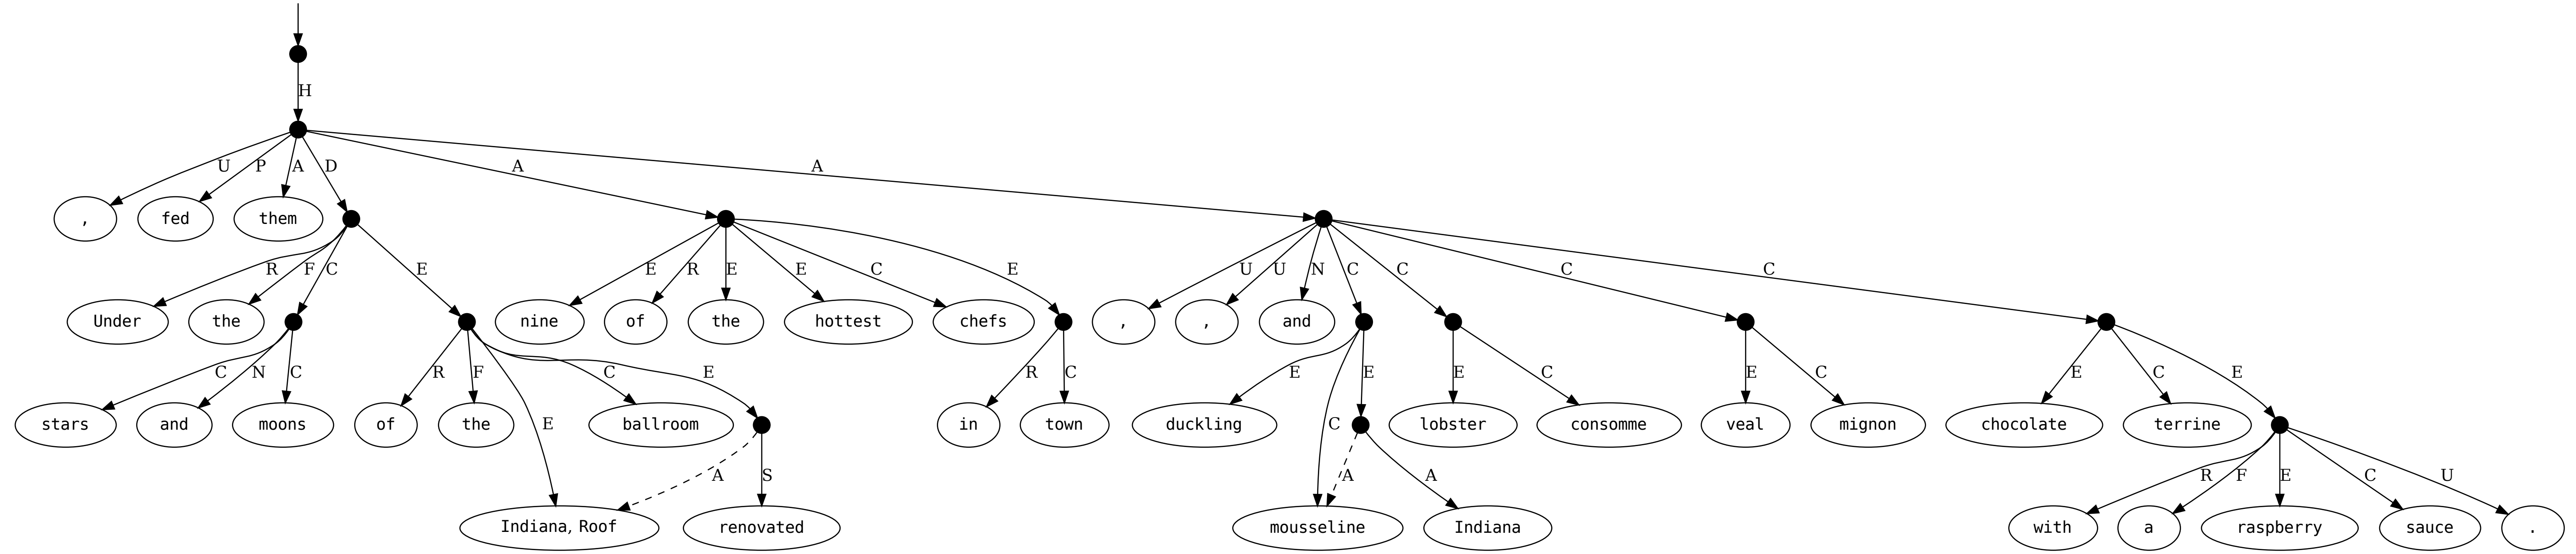 H
U P A D A A
, fed them
R F C E E R E E C E U U N C C C C
Under the nine of the hottest chefs , , and
C N C R F E C E R C E C E E C E C E C E
stars and moons of the ballroom in town duckling lobster consomme veal mignon chocolate terrine
A S A A R F E C U
Indiana, Roof renovated mousseline Indiana with a raspberry sauce .